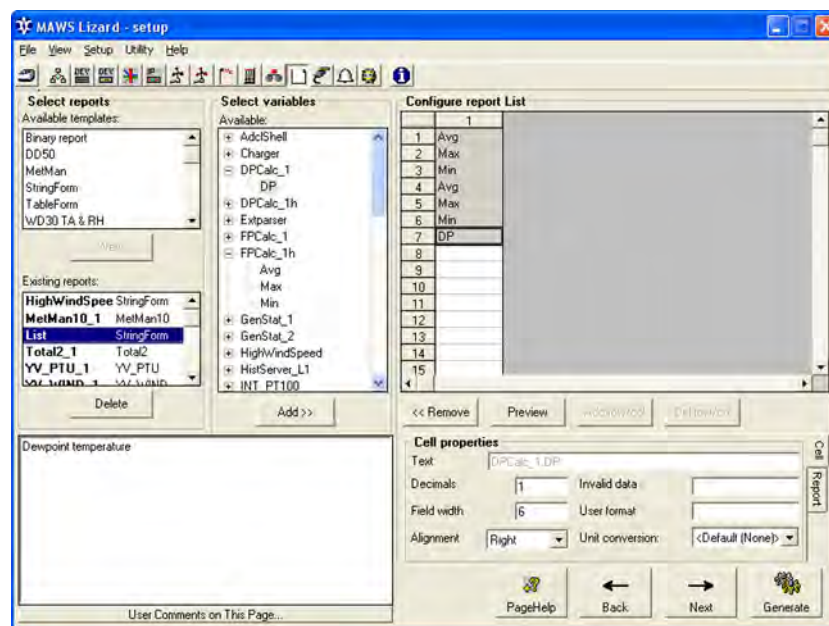 MAWS Lizard - setup
File View Setup Utility Help
Select reports
Available templates:
Binary report
DD50
MetMan
StringForm
TableForm
WD30 TA & RH
Existing reports:
HighWindSpee StringForm
MetMan10_1 MetMan10
List StringForm
Total2_1 Total2
YV_PTU_1 YV_PTU
YV_WIND_1 YV_WIND
Delete
Select variables
Available:
AdclShell
Charger
DPCalc_1
DP
DPCalc_1h
Extparser
FPCalc_1
FPCalc_1h
Avg
Max
Min
GenStat_1
GenStat_2
HighWindSpeed
HistServer_L1
INT_PT100
Add >>
Configure report List
1
1 Avg
2 Max
3 Min
4 Avg
5 Max
6 Min
7 DP
8
9
10
11
12
13
14
15
<< Remove Preview
Dewpoint temperature
User Comments on This Page...
Cell properties
Text DPCalc_1.DP
Decimals 1 Invalid data
Field width 6 User format
Alignment Right Unit conversion: <Default (None)>
Cell
Report
PageHelp Back Next Generate